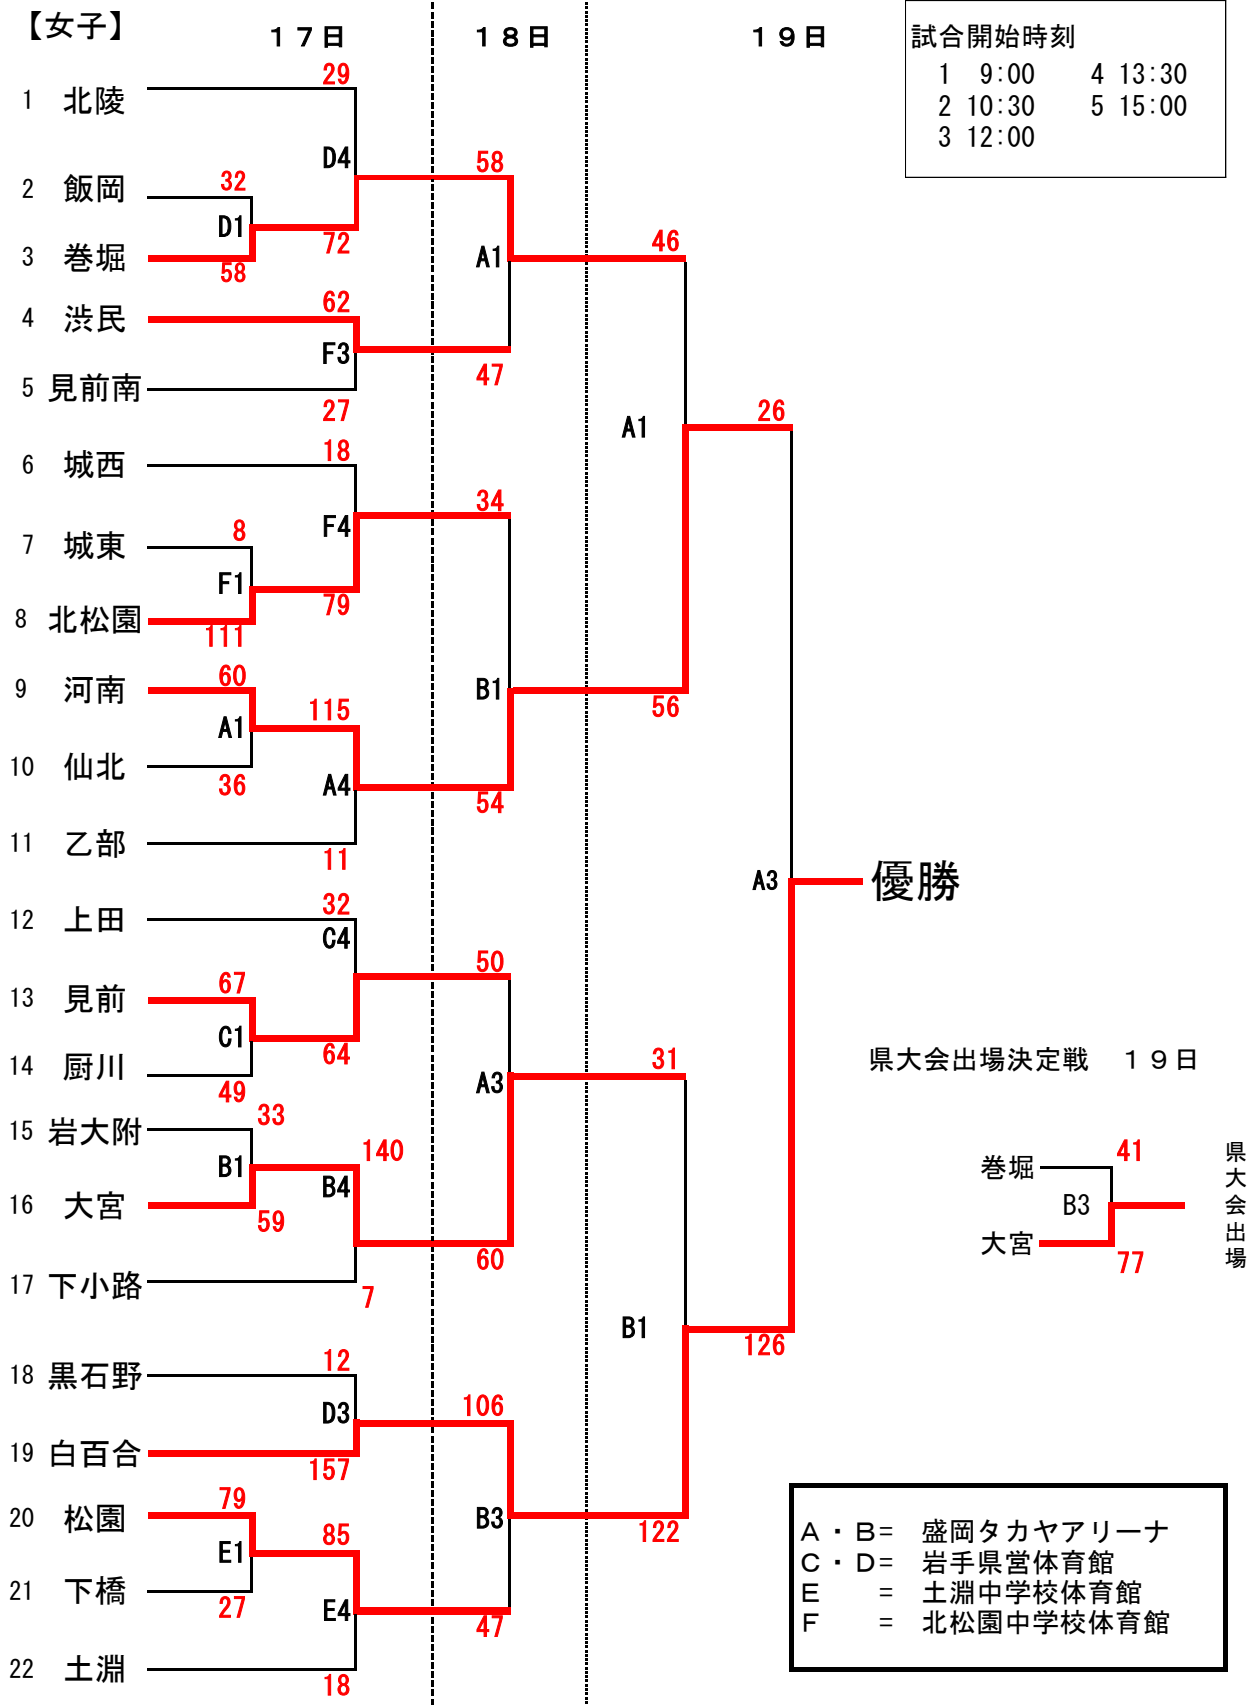 【女子】
１７日
１８日
１９日
試合開始時刻
1 9:00 4 13:30
2 10:30 5 15:00
3 12:00
29
1 北陵
D4
58
2 飯岡
32
D1
72
3 巻堀
58
A1
46
62
4 渋民
F3
47
5 見前南
27
A1
26
18
6 城西
34
F4
7 城東
8
F1
79
8 北松園
111
60
9 河南
B1
56
115
A1
10 仙北
36
A4
54
11 乙部
11
A3
優勝
32
12 上田
C4
50
67
13 見前
C1
64
14 厨川
49
A3
31
県大会出場決定戦 １９日
33
15 岩大附
B1
140
B4
16 大宮
59
60
17 下小路
7
巻堀
41
B3
大宮
77
県大会出場
B1
126
12
18 黒石野
D3
106
19 白百合
157
79
20 松園
B3
122
85
E1
21 下橋
27
E4
47
22 土淵
18
Ａ・Ｂ= 盛岡タカヤアリーナ
Ｃ・Ｄ= 岩手県営体育館
Ｅ = 土淵中学校体育館
Ｆ = 北松園中学校体育館